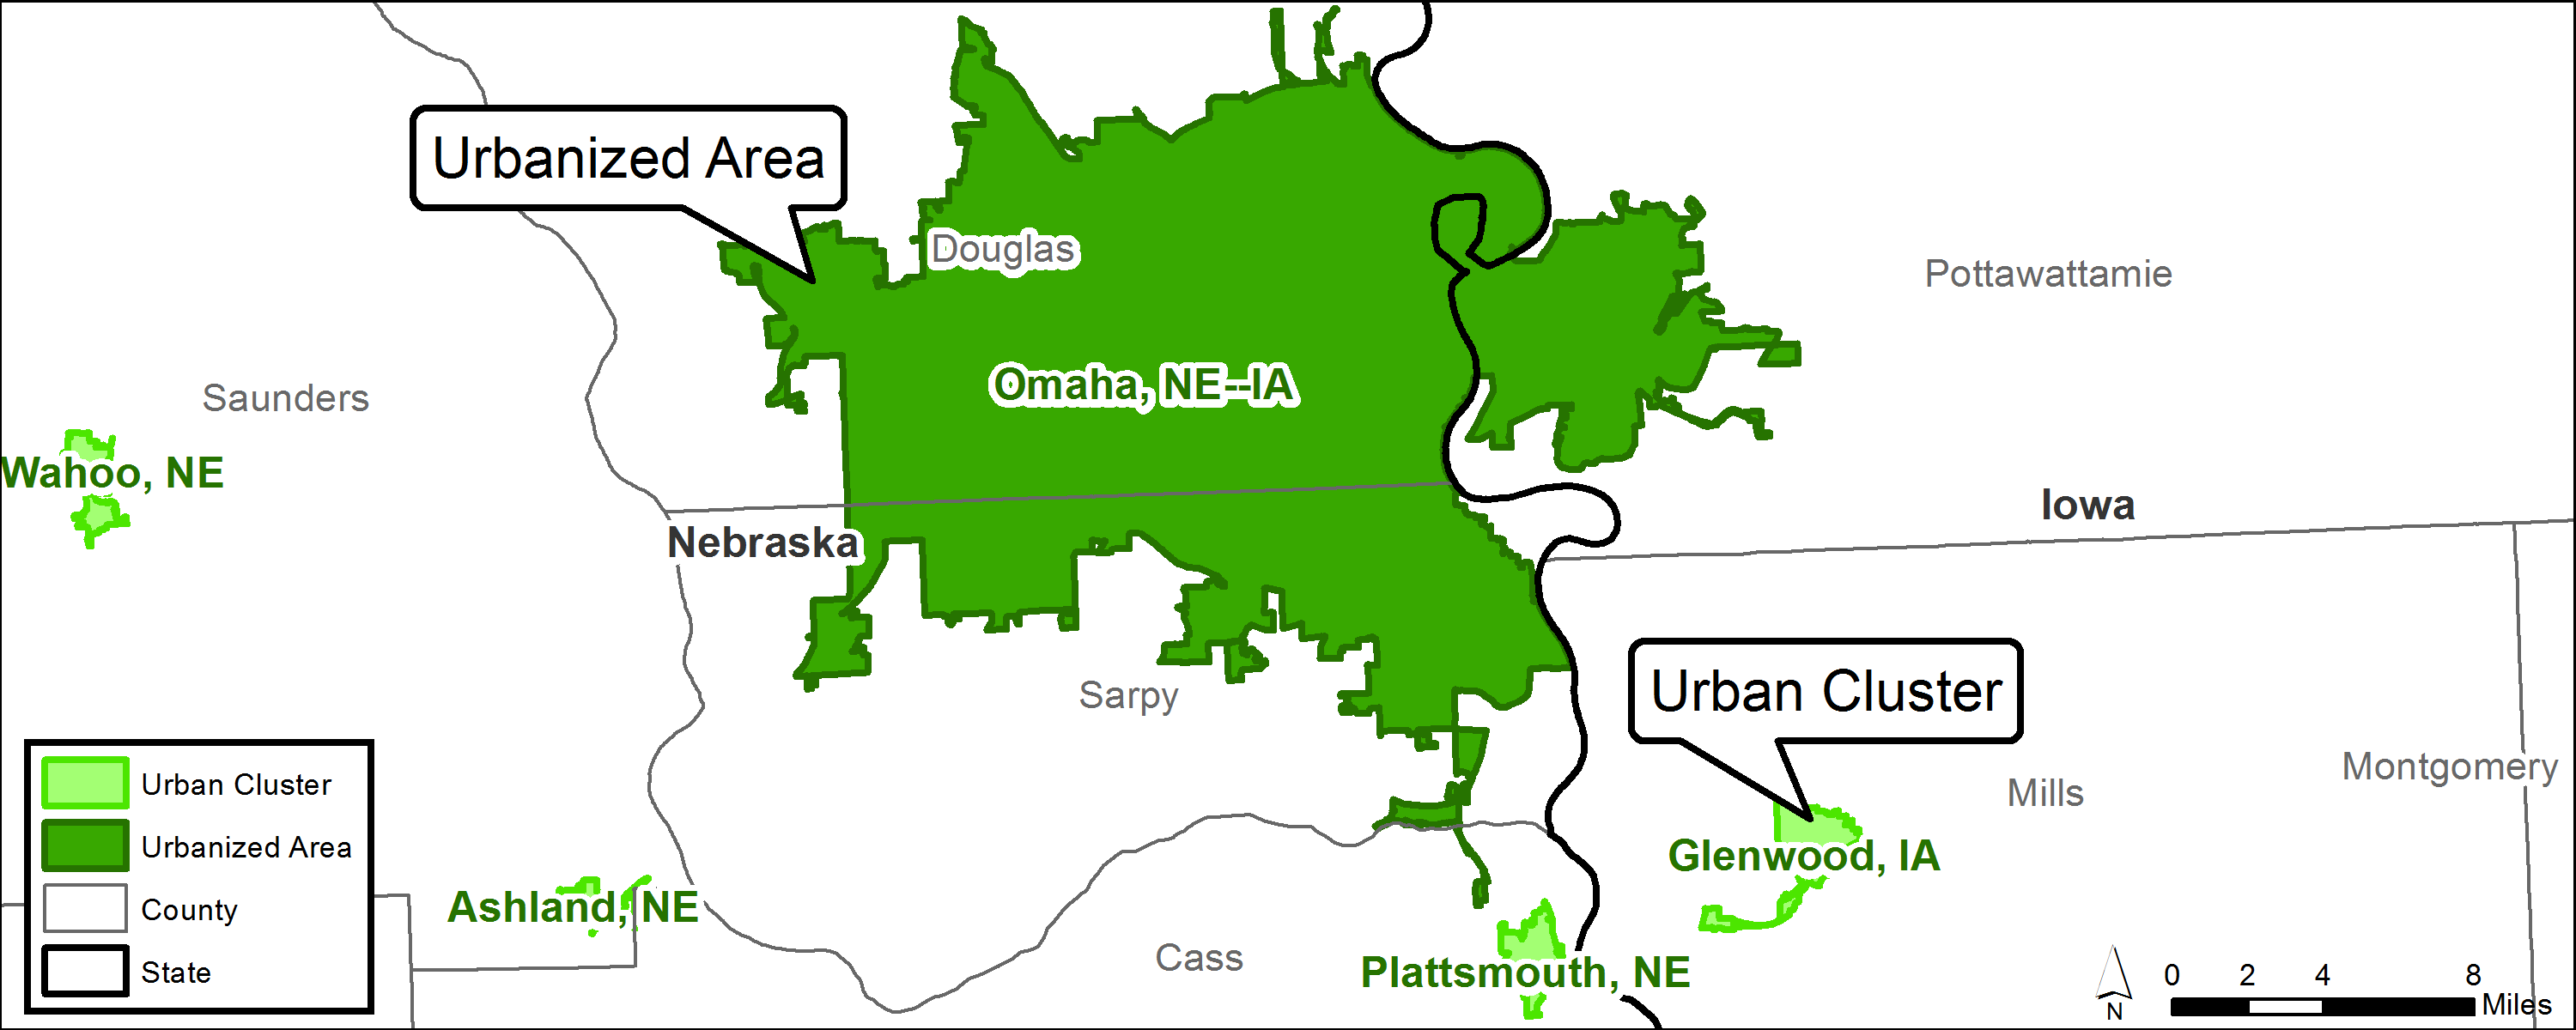 Urbanized Area
Douglas
Pottawattamie
Omaha, NE--IA
Saunders
Wahoo, NE
Iowa
Nebraska
Sarpy
Urban Cluster
Montgomery
Mills
Glenwood, IA
Ashland, NE
Cass
Plattsmouth, NE
Urban Cluster
Urbanized Area
County
State
N
0 2 4 8
Miles